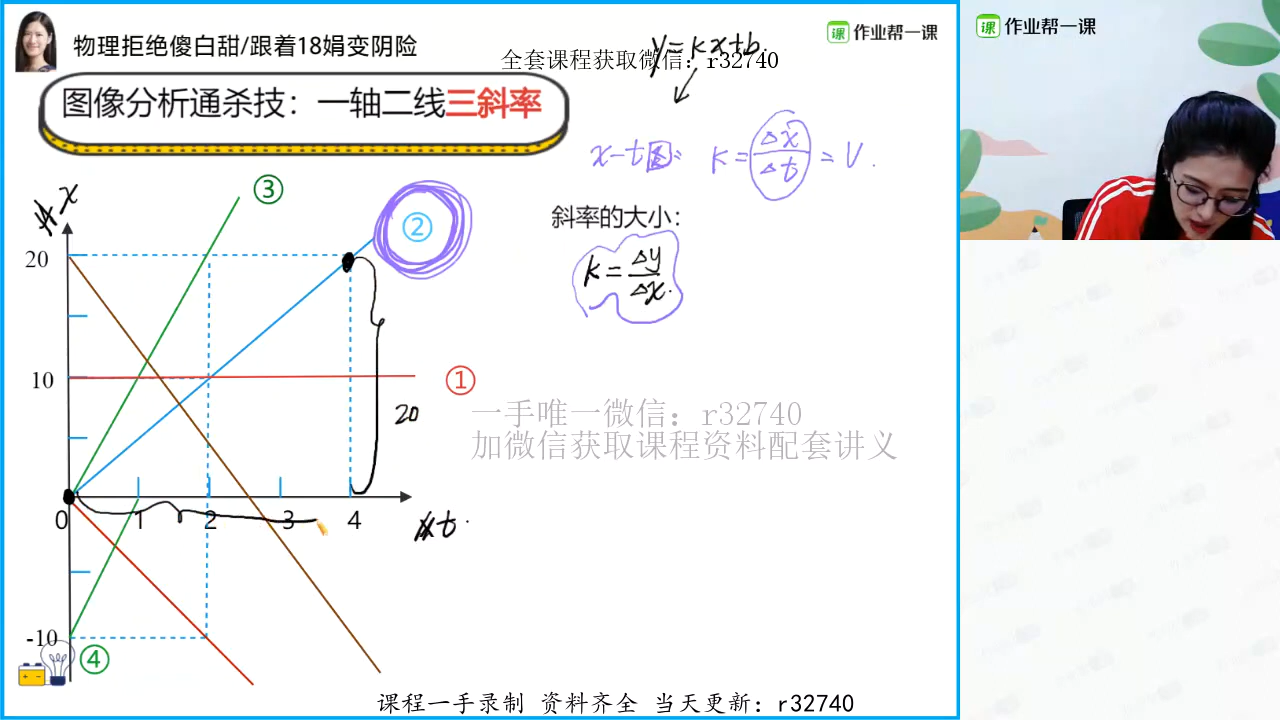 物理拒绝傻白甜/跟着18娟变阴险
课 作业帮一课
课 作业帮一课
y=kx+b.
全套课程获取微信：r32740
图像分析通杀技：一轴二线三斜率
x-t图: k=Δx/Δt=V.
斜率的大小：
k=Δy/Δx.
x
③
②
20
10
①
20
一手唯一微信：r32740
加微信获取课程资料配套讲义
0 1 2 3 4
t
-10
④
课程一手录制 资料齐全 当天更新：r32740